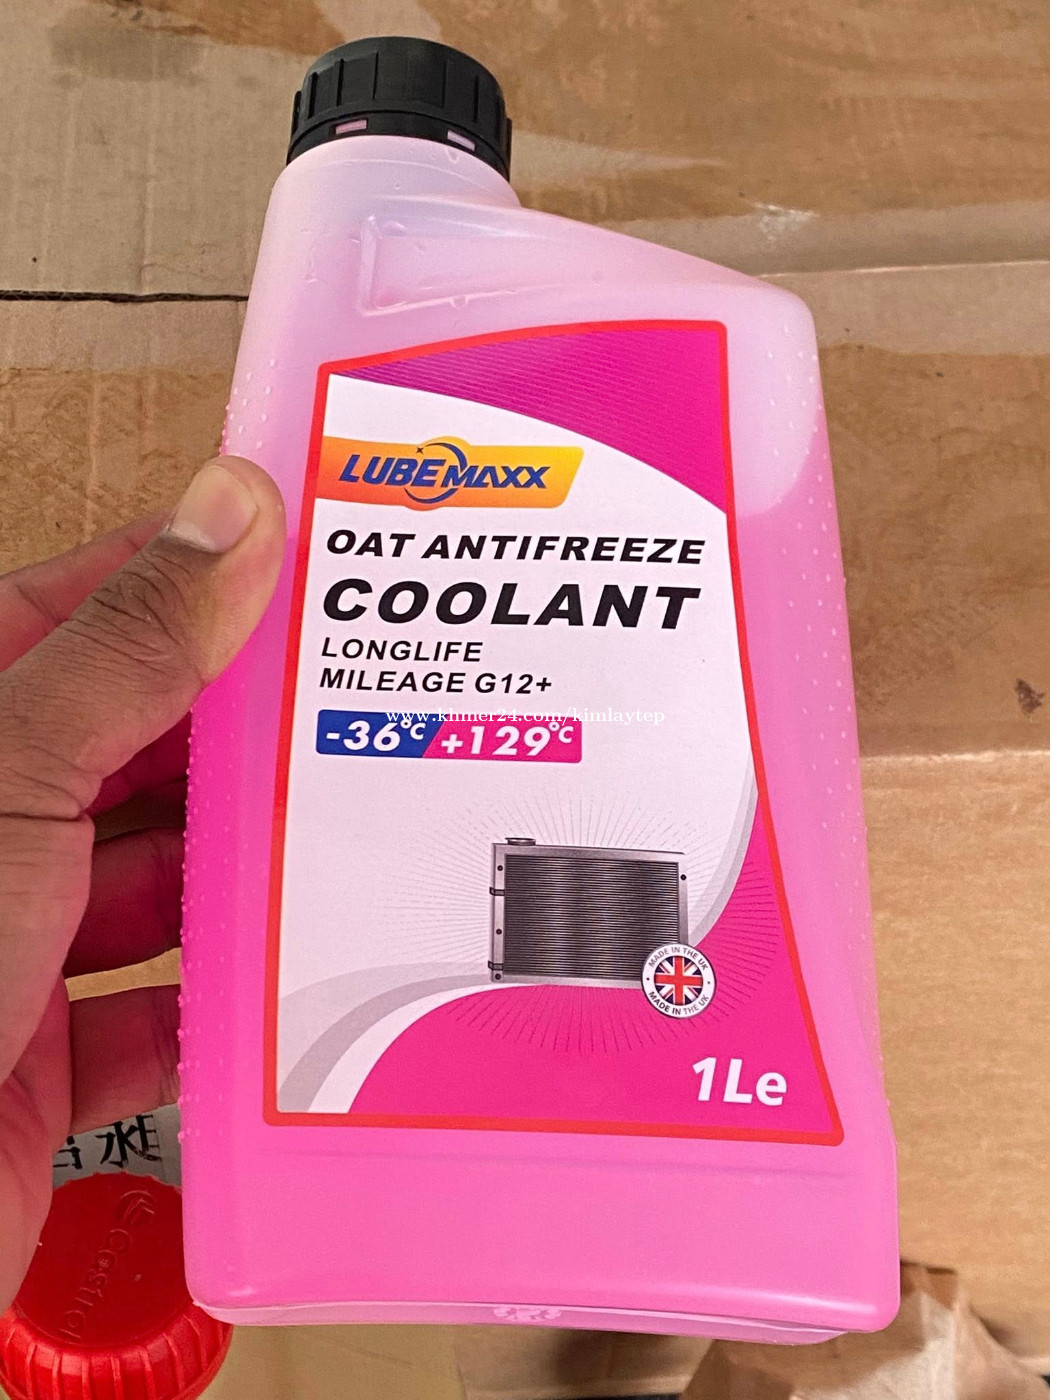 LUBEMAXX
OAT ANTIFREEZE
COOLANT
LONGLIFE
MILEAGE G12+
www.khmer24.com/kimlaytep
-36°C +129°C
MADE IN THE UK
MADE IN THE UK
1Le
Castrol